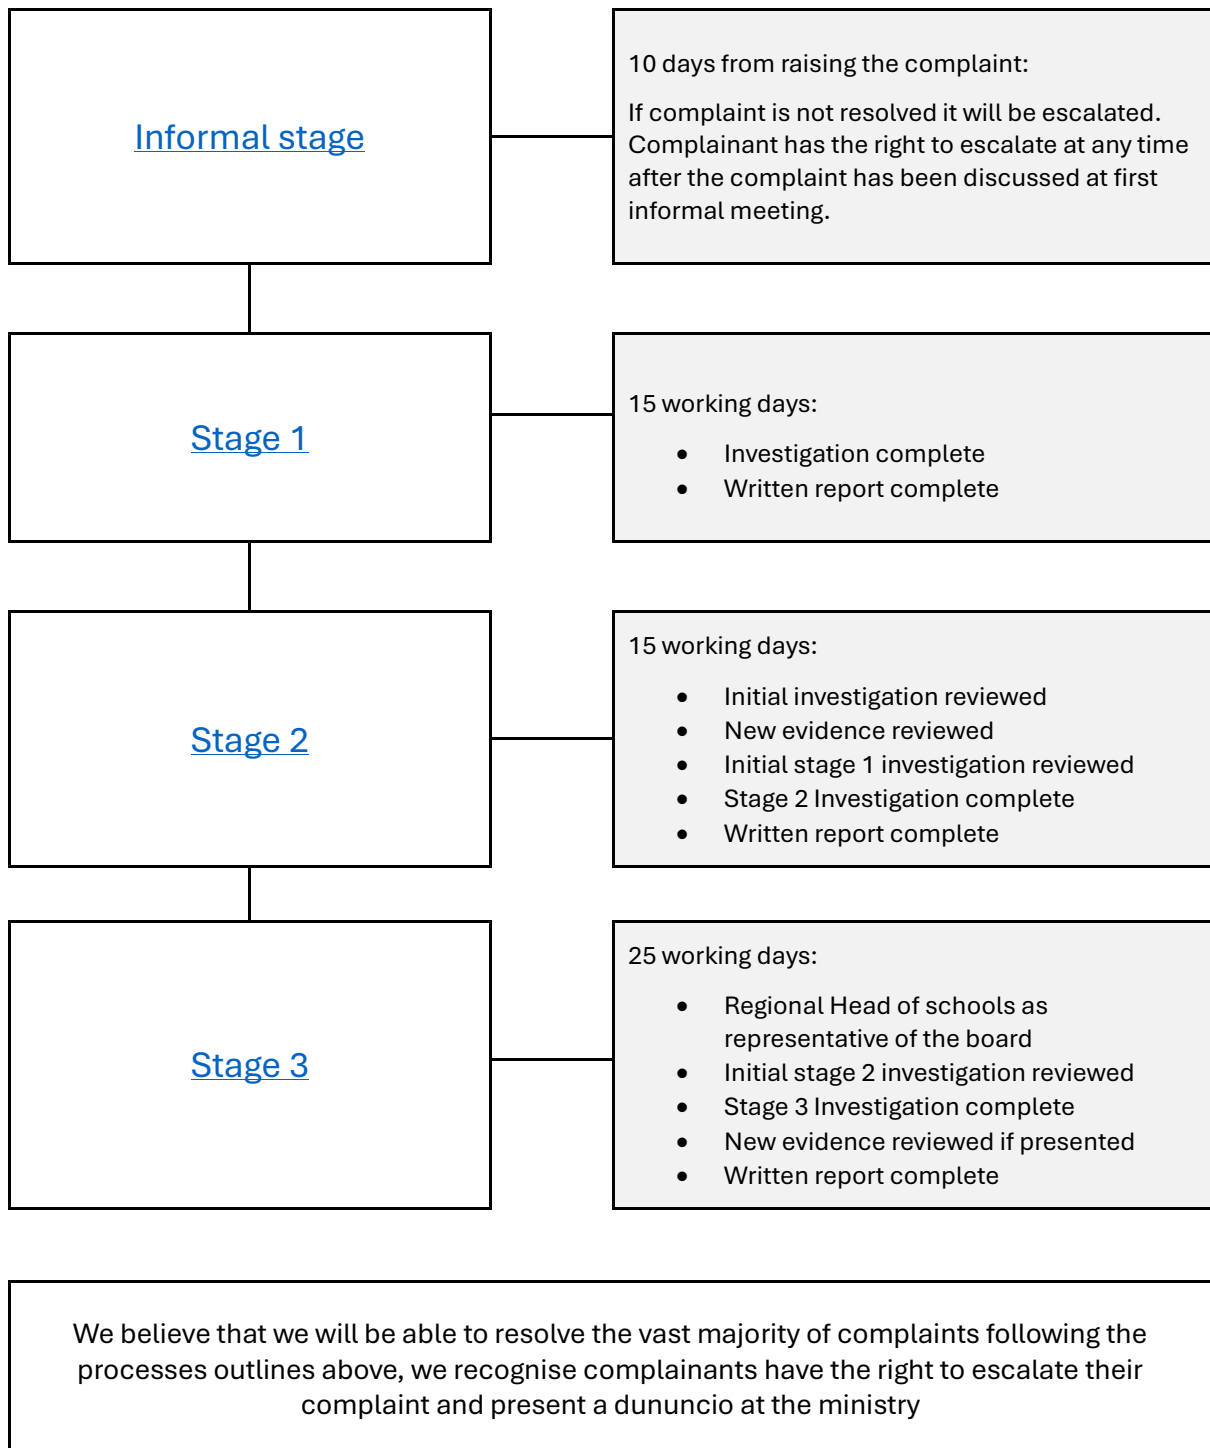 Informal stage
10 days from raising the complaint:
If complaint is not resolved it will be escalated.
Complainant has the right to escalate at any time
after the complaint has been discussed at first
informal meeting.
Stage 1
15 working days:
• Investigation complete
• Written report complete
Stage 2
15 working days:
• Initial investigation reviewed
• New evidence reviewed
• Initial stage 1 investigation reviewed
• Stage 2 Investigation complete
• Written report complete
Stage 3
25 working days:
• Regional Head of schools as
representative of the board
• Initial stage 2 investigation reviewed
• Stage 3 Investigation complete
• New evidence reviewed if presented
• Written report complete
We believe that we will be able to resolve the vast majority of complaints following the
processes outlines above, we recognise complainants have the right to escalate their
complaint and present a dununcio at the ministry